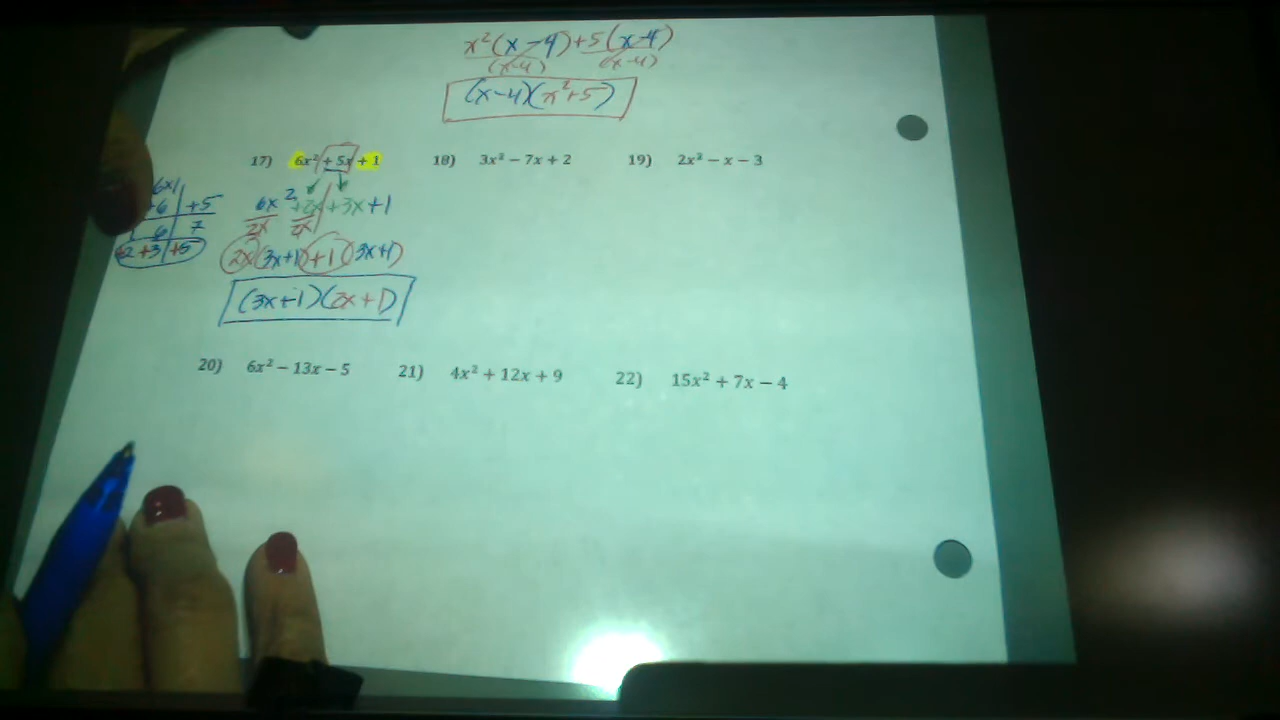 x²(x-4)+5(x-4)
(x-4) (x-4)
(x-4)(x²+5)
17) 6x² + 5x + 1 18) 3x² − 7x + 2 19) 2x² − x − 3
6x1
6 +5
6x² +2x +3x +1
2x 2x
6 7
+2 +3 +5
2x(3x+1)+1(3x+1)
(3x+1)(2x+1)
20) 6x² − 13x − 5 21) 4x² + 12x + 9 22) 15x² + 7x − 4